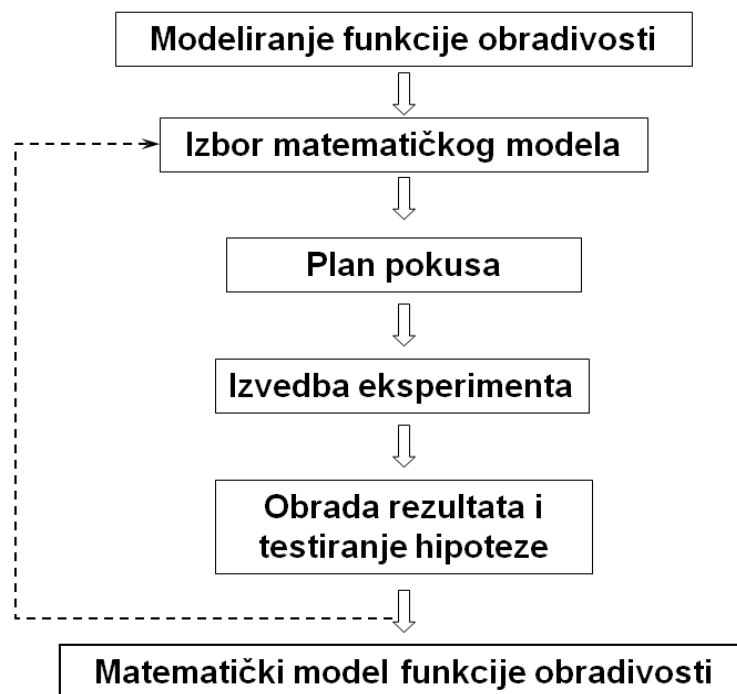 Modeliranje funkcije obradivosti
Izbor matematičkog modela
Plan pokusa
Izvedba eksperimenta
Obrada rezultata i
testiranje hipoteze
Matematički model funkcije obradivosti